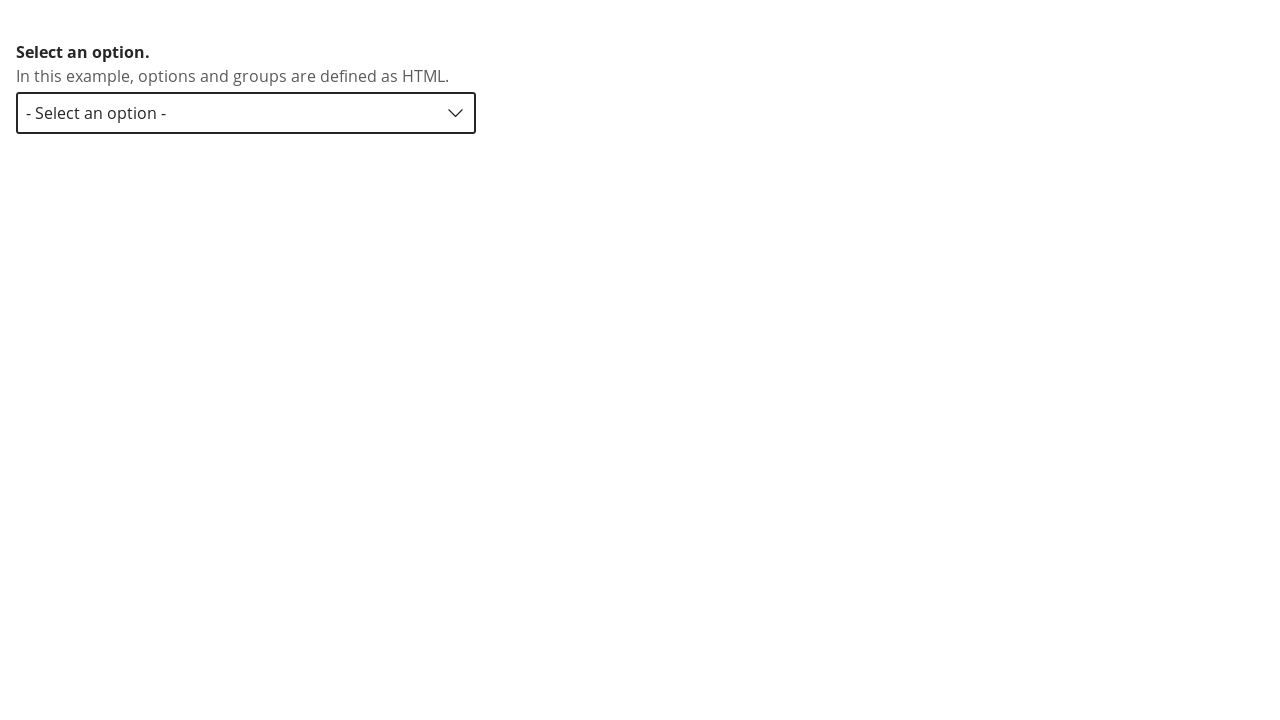 Select an option.
In this example, options and groups are defined as HTML.
- Select an option -